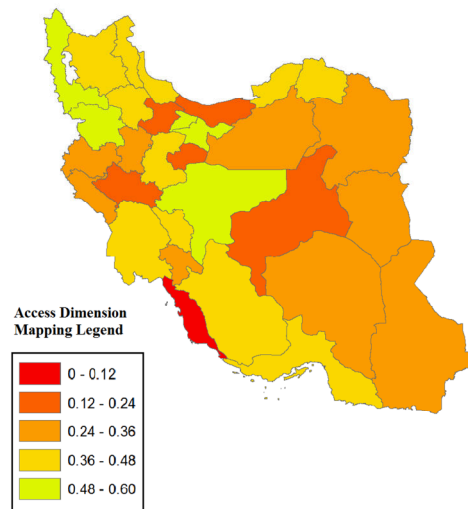 Access Dimension
Mapping Legend
0 - 0.12
0.12 - 0.24
0.24 - 0.36
0.36 - 0.48
0.48 - 0.60